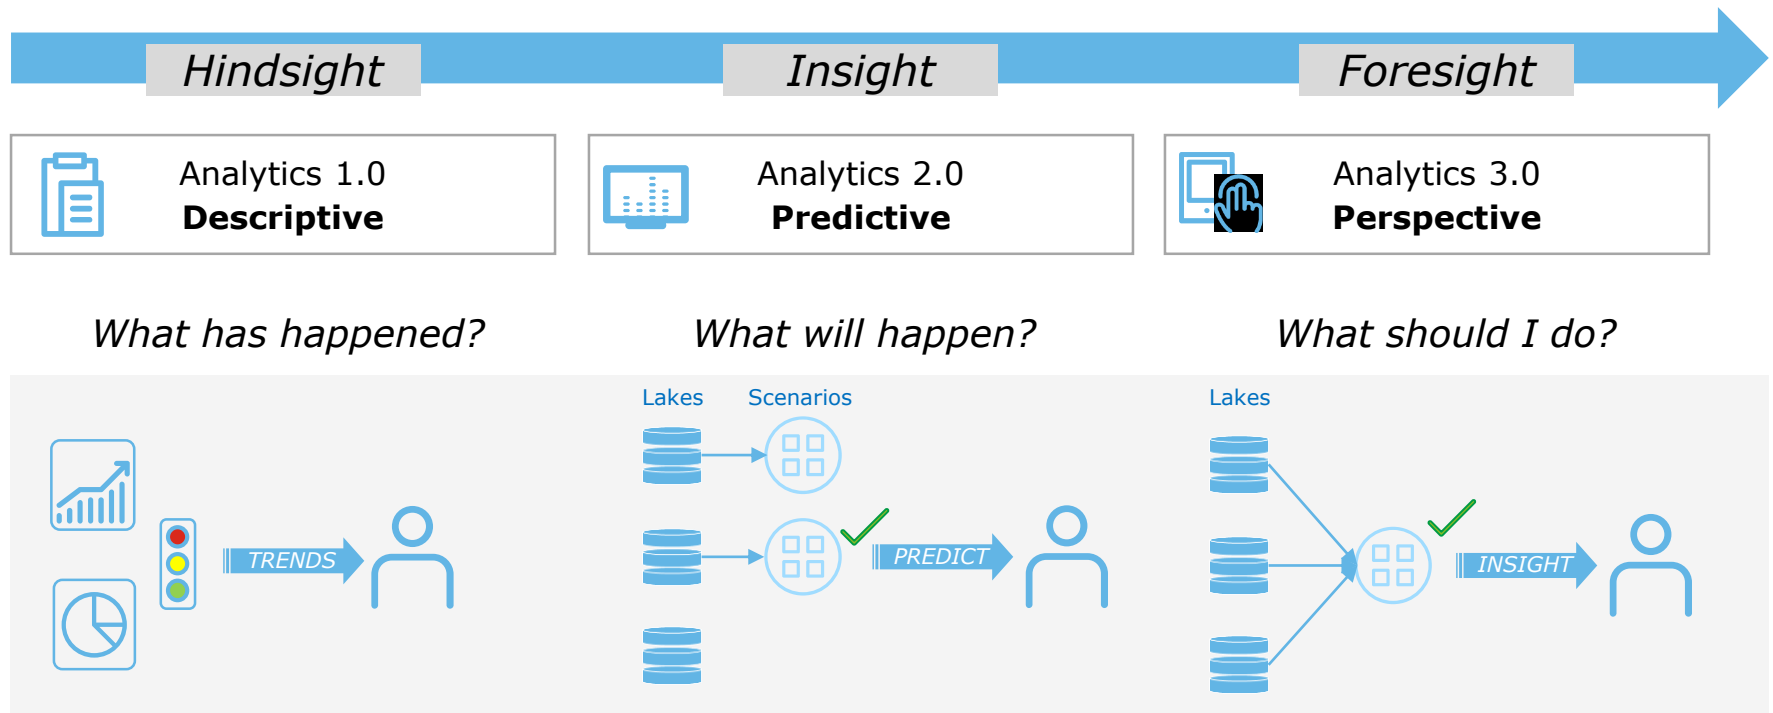 Hindsight
Insight
Foresight
Analytics 1.0
Descriptive
Analytics 2.0
Predictive
Analytics 3.0
Perspective
What has happened?
What will happen?
What should I do?
Lakes
Scenarios
Lakes
TRENDS
PREDICT
INSIGHT